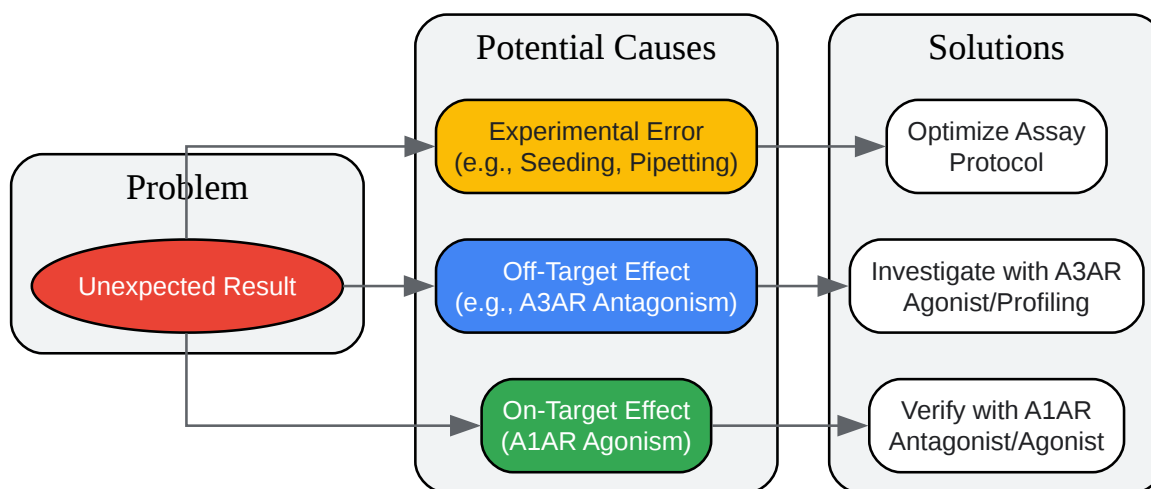 Problem
Unexpected Result
Potential Causes
Experimental Error
(e.g., Seeding, Pipetting)
Off-Target Effect
(e.g., A3AR Antagonism)
On-Target Effect
(A1AR Agonism)
Solutions
Optimize Assay
Protocol
Investigate with A3AR
Agonist/Profiling
Verify with A1AR
Antagonist/Agonist